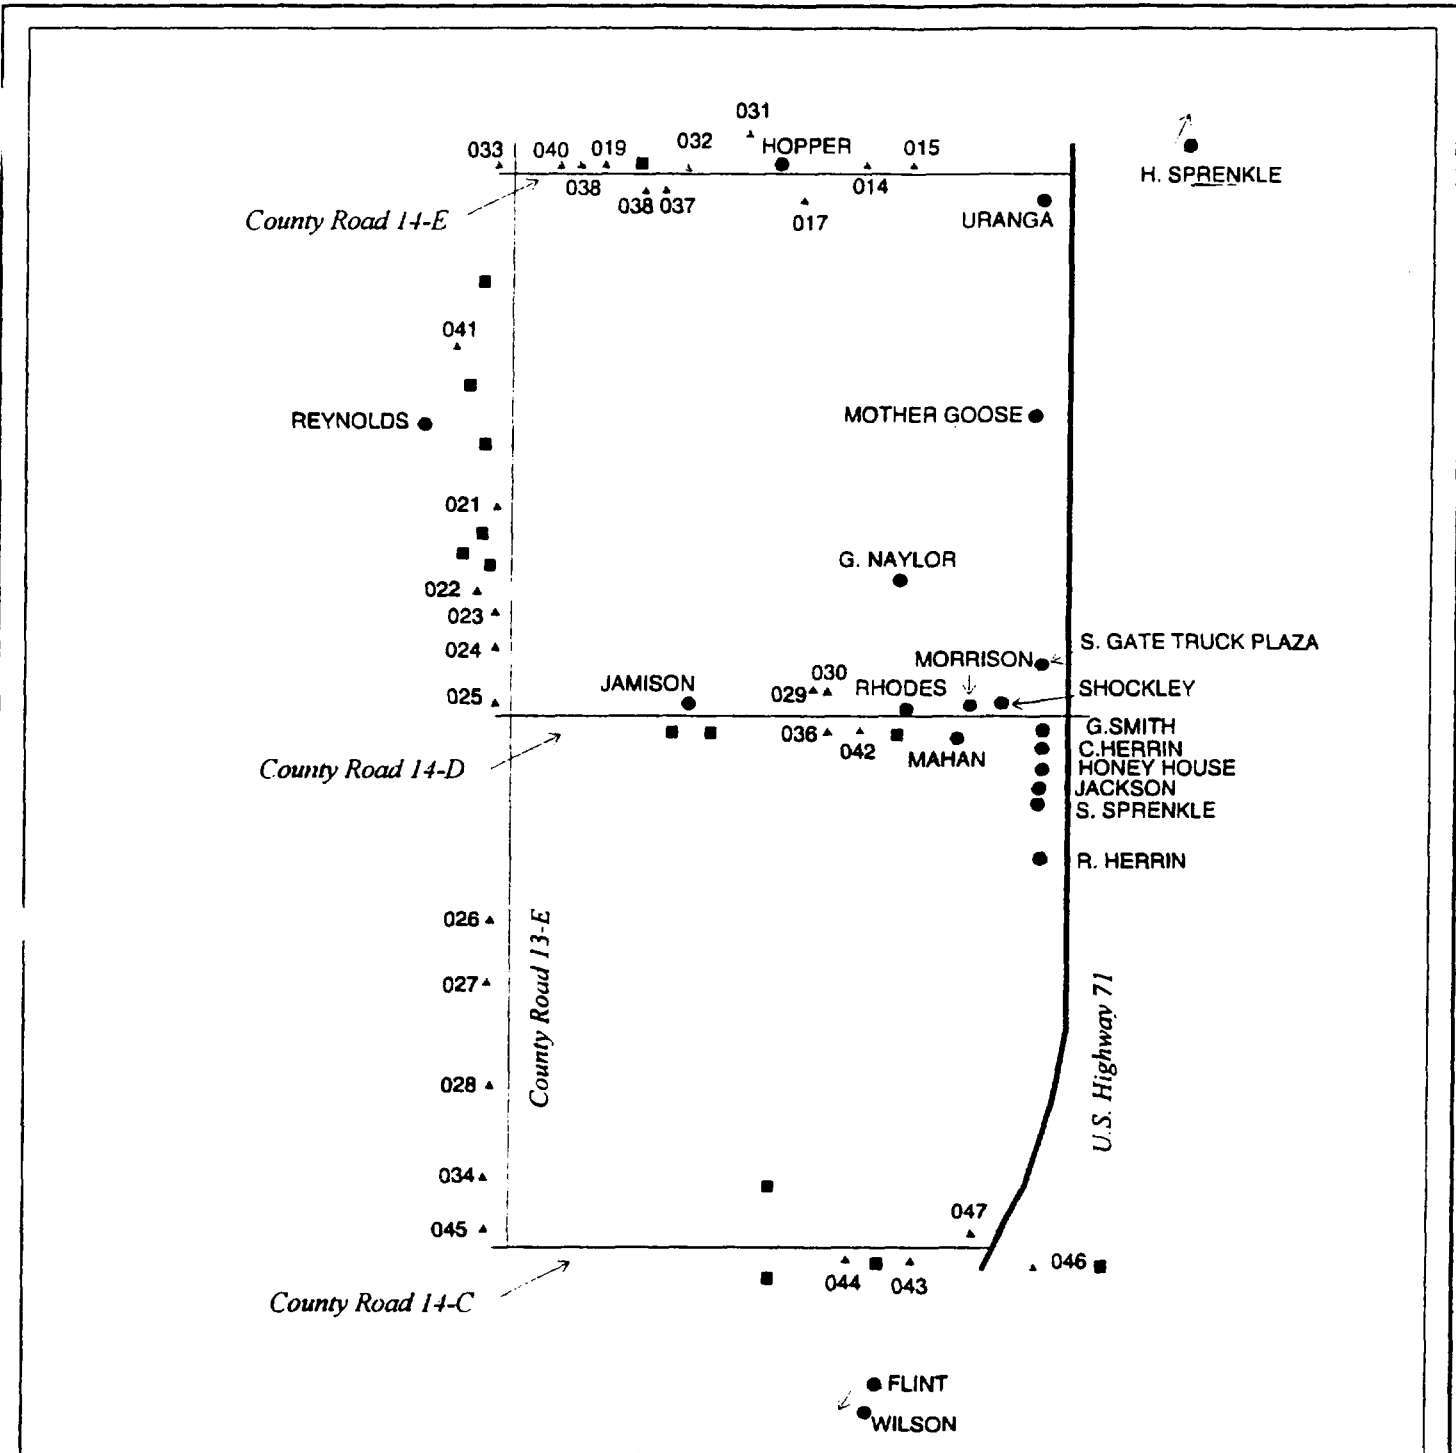 031
033 040 019 032 HOPPER 015
038 014 H. SPRENKLE
038 037 017 URANGA
County Road 14-E
041
REYNOLDS MOTHER GOOSE
021
G. NAYLOR
022
023
024 MORRISON S. GATE TRUCK PLAZA
025 JAMISON 029 030 RHODES SHOCKLEY
036 042 MAHAN G.SMITH
C.HERRIN
County Road 14-D HONEY HOUSE
JACKSON
S. SPRENKLE
R. HERRIN
026
County Road 13-E
027
U.S. Highway 71
028
034
047
045
044 043 046
County Road 14-C
FLINT
WILSON